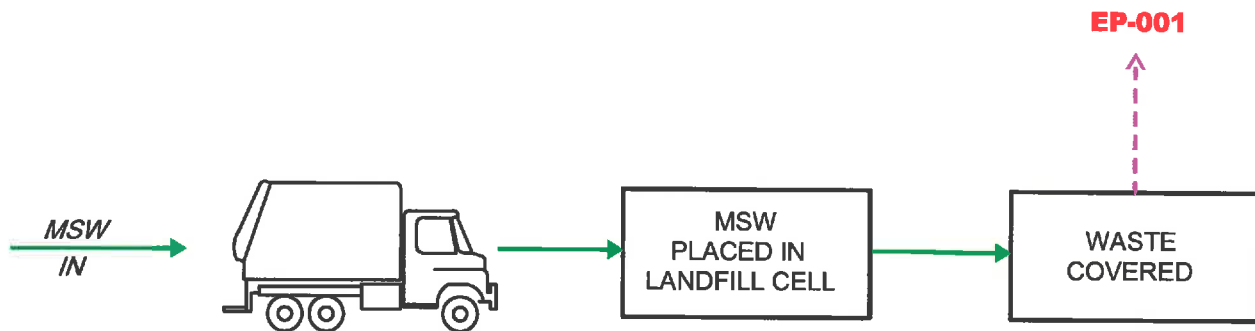 EP-001
MSW
IN
MSW
PLACED IN
LANDFILL CELL
WASTE
COVERED